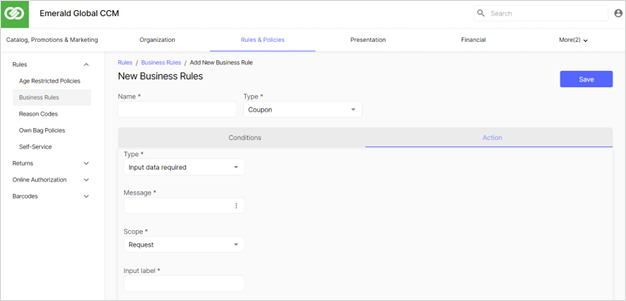 Emerald Global CCM
Search
Catalog, Promotions & Marketing Organization Rules & Policies Presentation Financial More(2)
Rules
Age Restricted Policies
Business Rules
Reason Codes
Own Bag Policies
Self-Service
Returns
Online Authorization
Barcodes
Rules / Business Rules / Add New Business Rule
New Business Rules
Save
Name * Type *
Coupon
Conditions Action
Type *
Input data required
Message *
Scope *
Request
Input label *